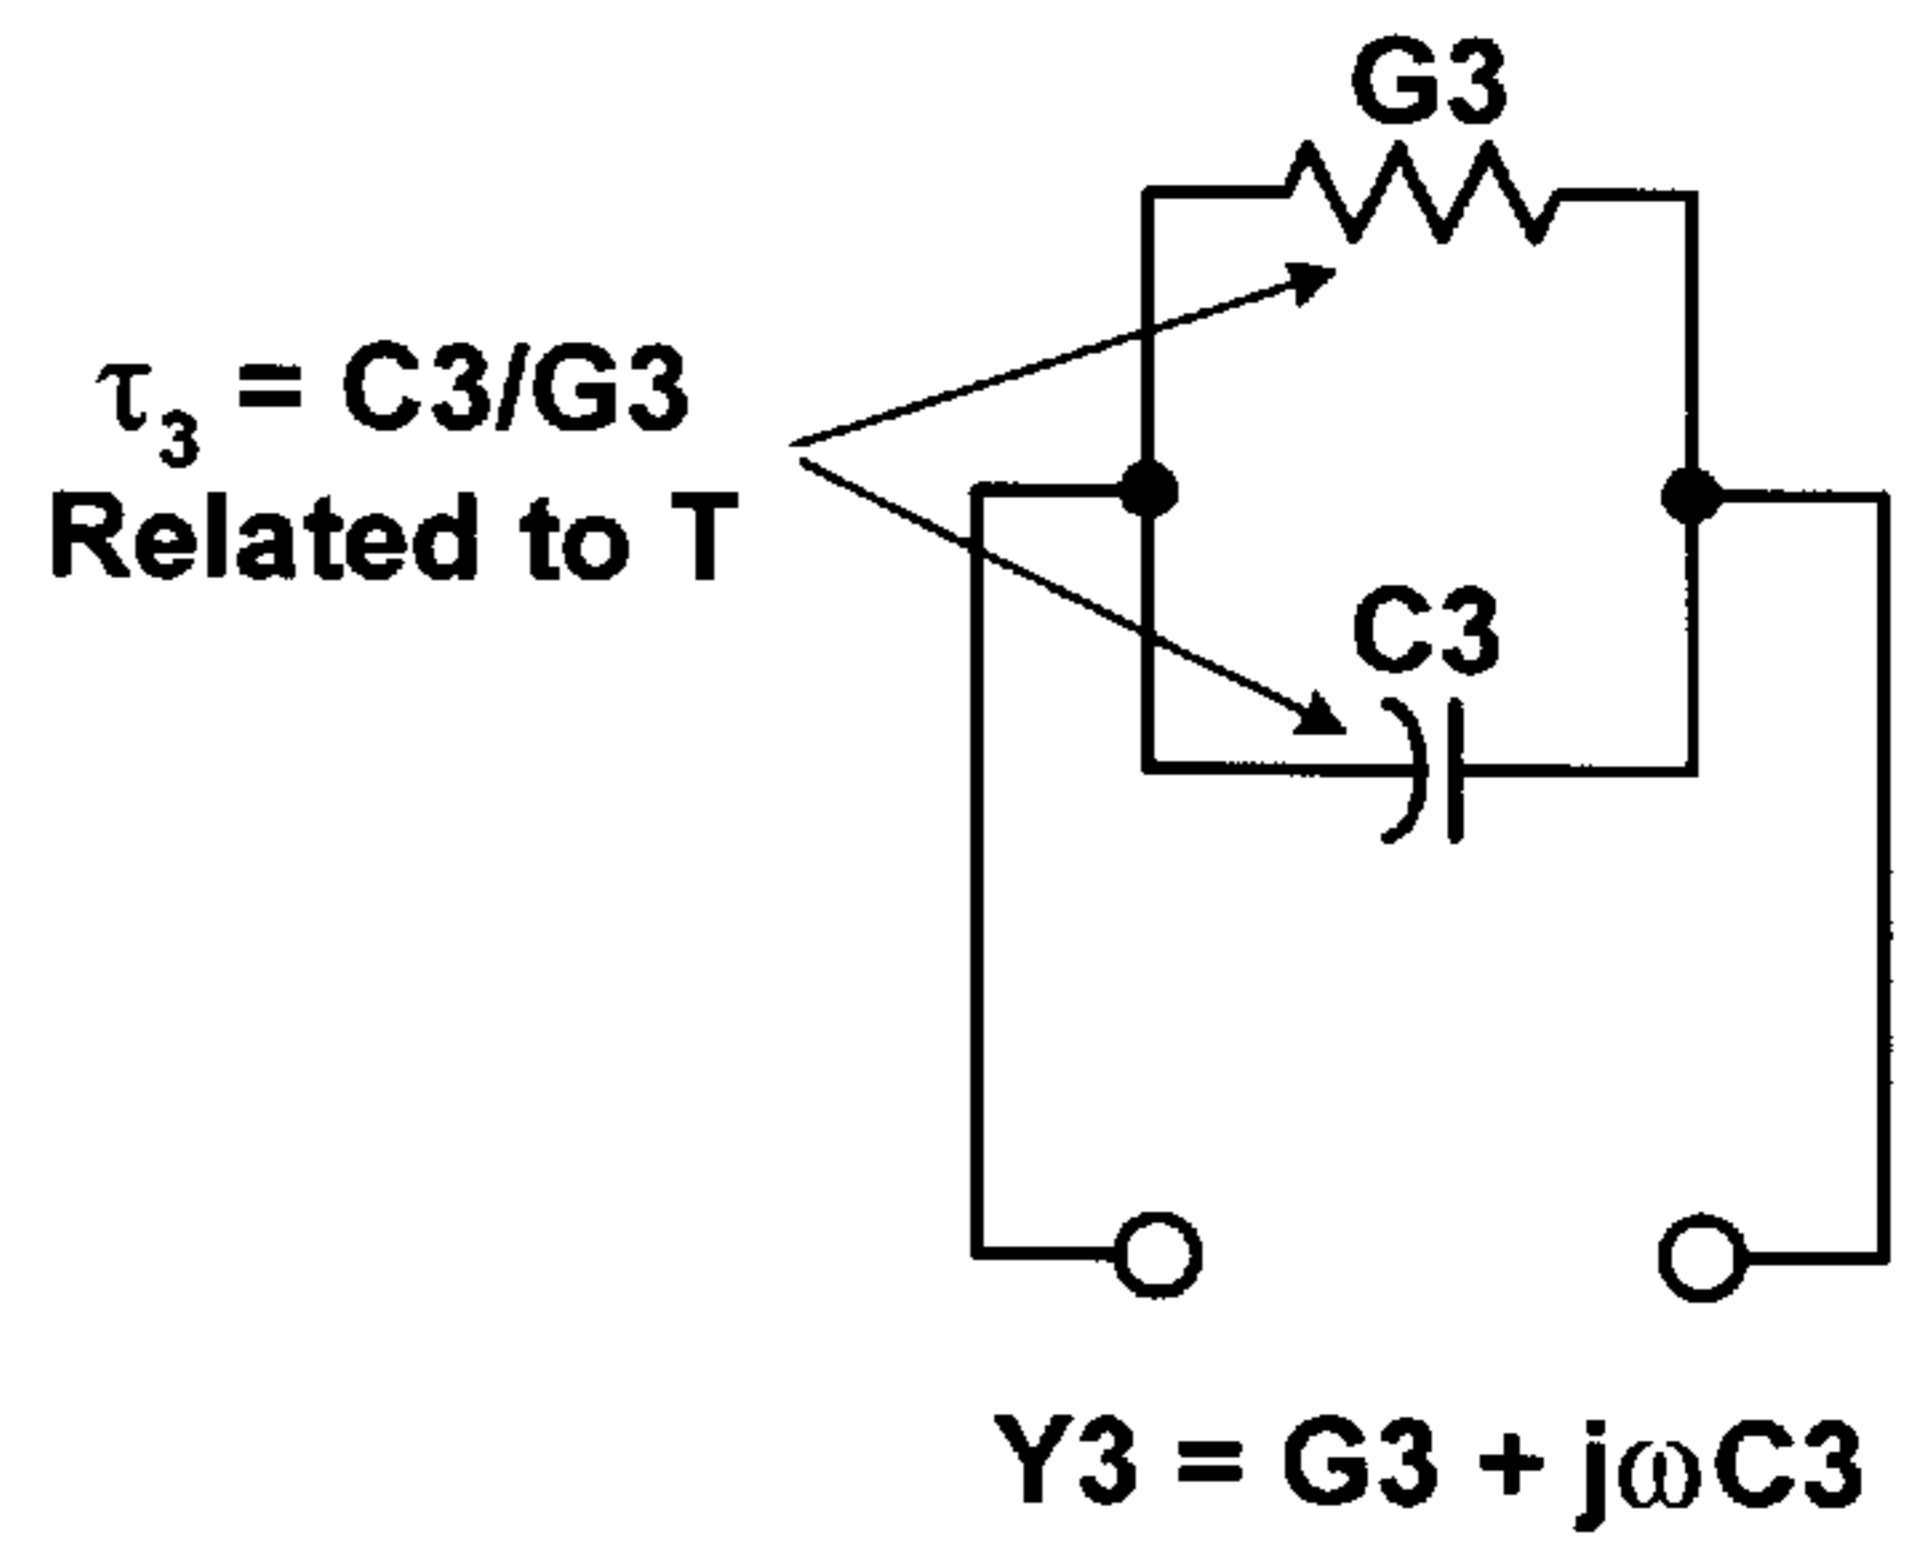 G3
τ3 = C3/G3
Related to T
C3
Y3 = G3 + jωC3